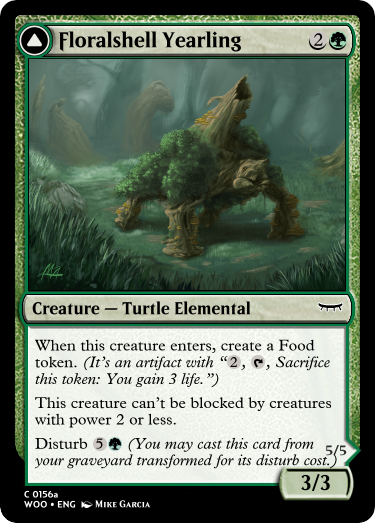 Floralshell Yearling 2
Creature — Turtle Elemental
When this creature enters, create a Food
token. (It's an artifact with “2, , Sacrifice
this token: You gain 3 life.”)
This creature can't be blocked by creatures
with power 2 or less.
Disturb 5 (You may cast this card from
your graveyard transformed for its disturb cost.)
5/5
3/3
C 0156a
WOO • ENG Mike Garcia